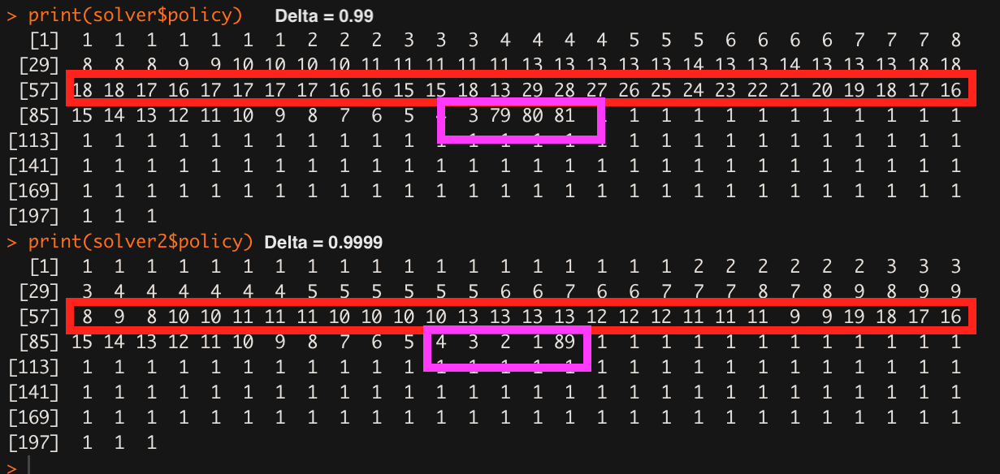 > print(solver$policy) Delta = 0.99
[1] 1 1 1 1 1 1 1 2 2 2 3 3 3 4 4 4 4 5 5 5 6 6 6 6 7 7 7 8
[29] 8 8 8 9 9 10 10 10 10 11 11 11 11 11 13 13 13 13 13 14 13 13 14 13 13 13 18 18
[57] 18 18 17 16 17 17 17 17 16 16 15 15 18 13 29 28 27 26 25 24 23 22 21 20 19 18 17 16
[85] 15 14 13 12 11 10 9 8 7 6 5 3 79 80 81 1 1 1 1 1 1 1 1 1 1 1
[113] 1 1 1 1 1 1 1 1 1 1 1 1 1 1 1 1 1 1 1 1 1 1 1 1 1 1 1 1
[141] 1 1 1 1 1 1 1 1 1 1 1 1 1 1 1 1 1 1 1 1 1 1 1 1 1 1 1 1
[169] 1 1 1 1 1 1 1 1 1 1 1 1 1 1 1 1 1 1 1 1 1 1 1 1 1 1 1 1
[197] 1 1 1
> print(solver2$policy) Delta = 0.9999
[1] 1 1 1 1 1 1 1 1 1 1 1 1 1 1 1 1 1 1 1 2 2 2 2 2 2 3 3 3
[29] 3 4 4 4 4 4 4 5 5 5 5 5 5 6 6 7 6 6 7 7 7 8 7 8 9 8 9 9
[57] 8 9 8 10 10 11 11 11 10 10 10 10 13 13 13 13 12 12 12 11 11 11 9 9 19 18 17 16
[85] 15 14 13 12 11 10 9 8 7 6 5 4 3 2 1 89 1 1 1 1 1 1 1 1 1 1 1 1
[113] 1 1 1 1 1 1 1 1 1 1 1 1 1 1 1 1 1 1 1 1 1 1 1 1 1 1 1 1
[141] 1 1 1 1 1 1 1 1 1 1 1 1 1 1 1 1 1 1 1 1 1 1 1 1 1 1 1 1
[169] 1 1 1 1 1 1 1 1 1 1 1 1 1 1 1 1 1 1 1 1 1 1 1 1 1 1 1 1
[197] 1 1 1
>